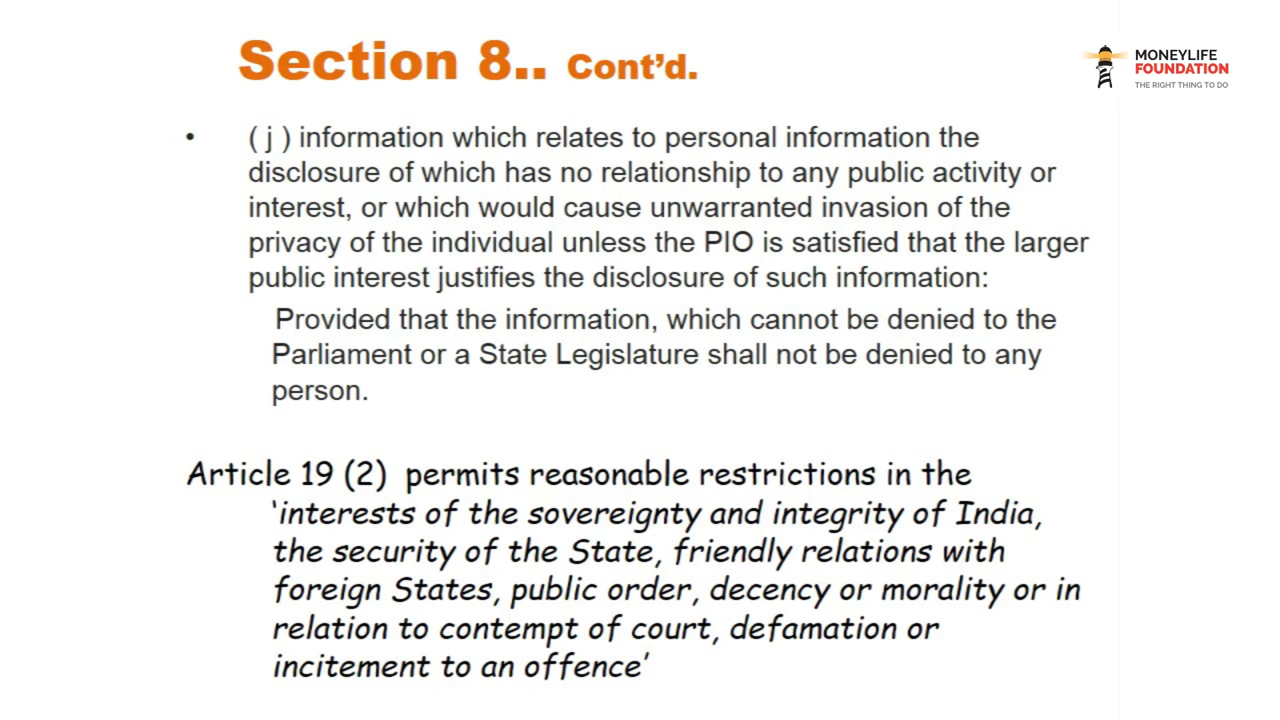 Section 8.. Cont’d.
MONEYLIFE
FOUNDATION
THE RIGHT THING TO DO
• ( j ) information which relates to personal information the
disclosure of which has no relationship to any public activity or
interest, or which would cause unwarranted invasion of the
privacy of the individual unless the PIO is satisfied that the larger
public interest justifies the disclosure of such information:
Provided that the information, which cannot be denied to the
Parliament or a State Legislature shall not be denied to any
person.
Article 19 (2) permits reasonable restrictions in the
‘interests of the sovereignty and integrity of India,
the security of the State, friendly relations with
foreign States, public order, decency or morality or in
relation to contempt of court, defamation or
incitement to an offence’